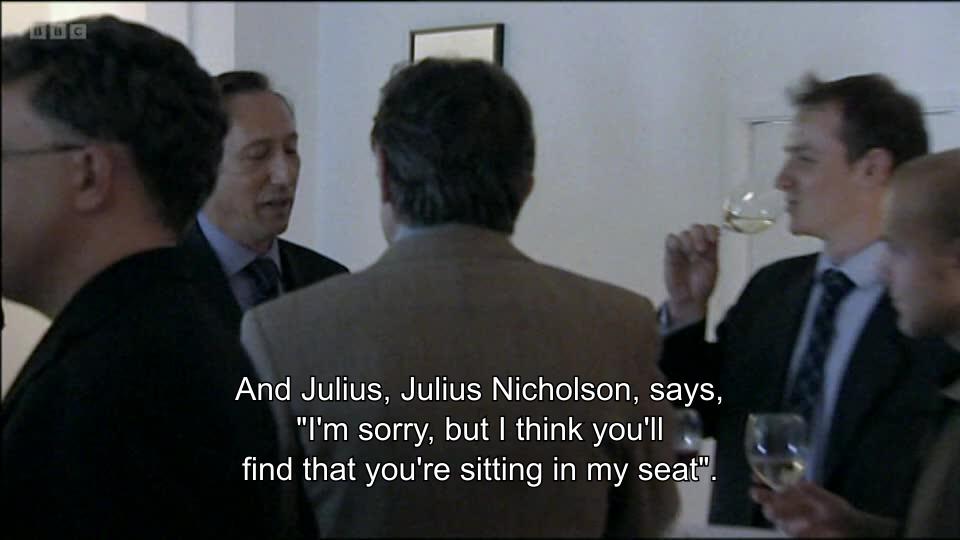 BBC
And Julius, Julius Nicholson, says,
"I'm sorry, but I think you'll
find that you're sitting in my seat".